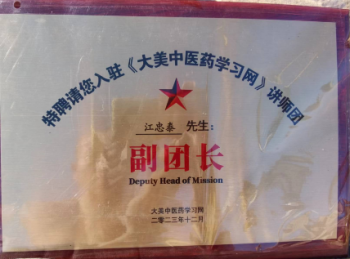 特聘请您入驻《大美中医药学习网》讲师团
江忠泰 先生：
副团长
Deputy Head of Mission
大美中医药学习网
二零二三年十二月